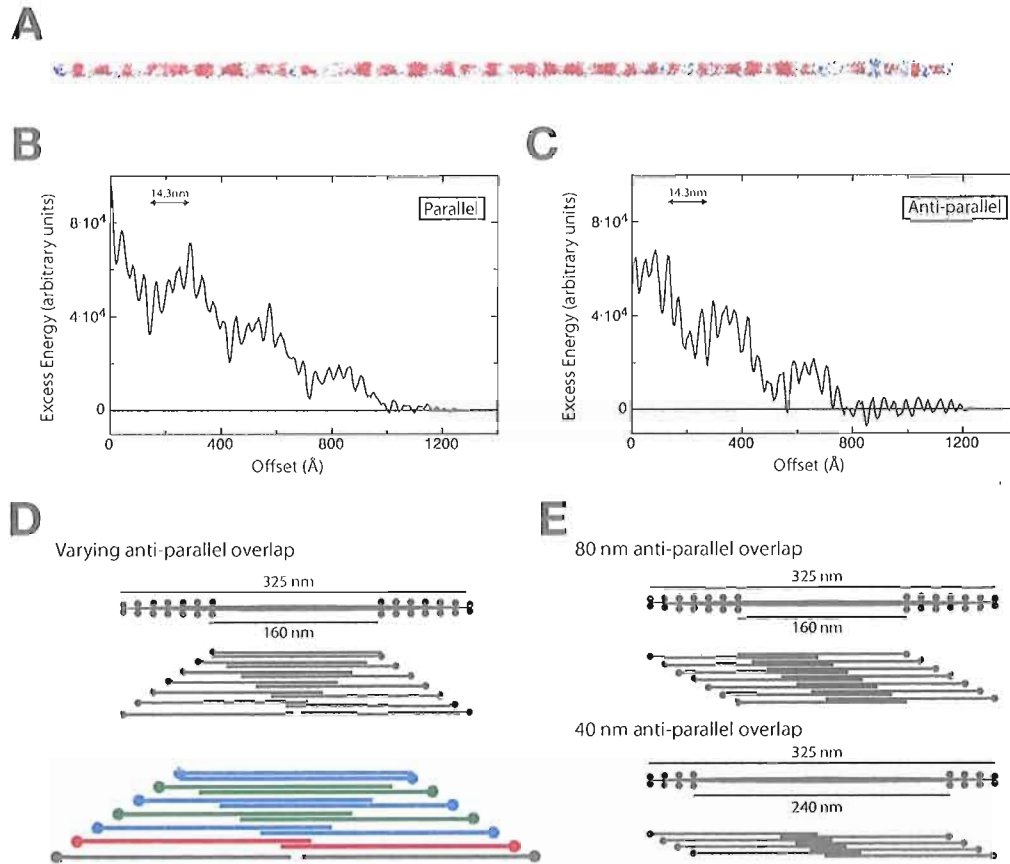 A
B
C
14.3nm
Parallel
Excess Energy (arbitrary units)
8·10⁴
4·10⁴
0
0
400
800
1200
Offset (Å)
14.3nm
Anti-parallel
Excess Energy (arbitrary units)
8·10⁴
4·10⁴
0
0
400
800
1200
Offset (Å)
D
Varying anti-parallel overlap
325 nm
160 nm
E
80 nm anti-parallel overlap
325 nm
160 nm
40 nm anti-parallel overlap
325 nm
240 nm